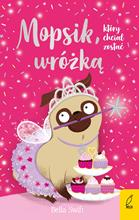 Mopsik,
który
chciał
zostać
wróżką
Bella Swift